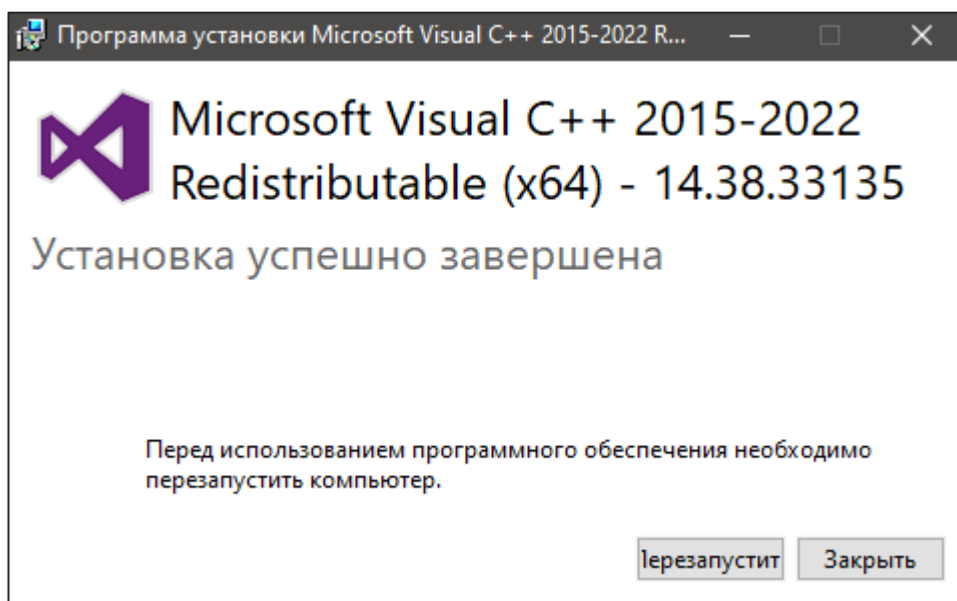 Программа установки Microsoft Visual C++ 2015-2022 R...
Microsoft Visual C++ 2015-2022
Redistributable (x64) - 14.38.33135
Установка успешно завершена
Перед использованием программного обеспечения необходимо
перезапустить компьютер.
Перезапустит
Закрыть